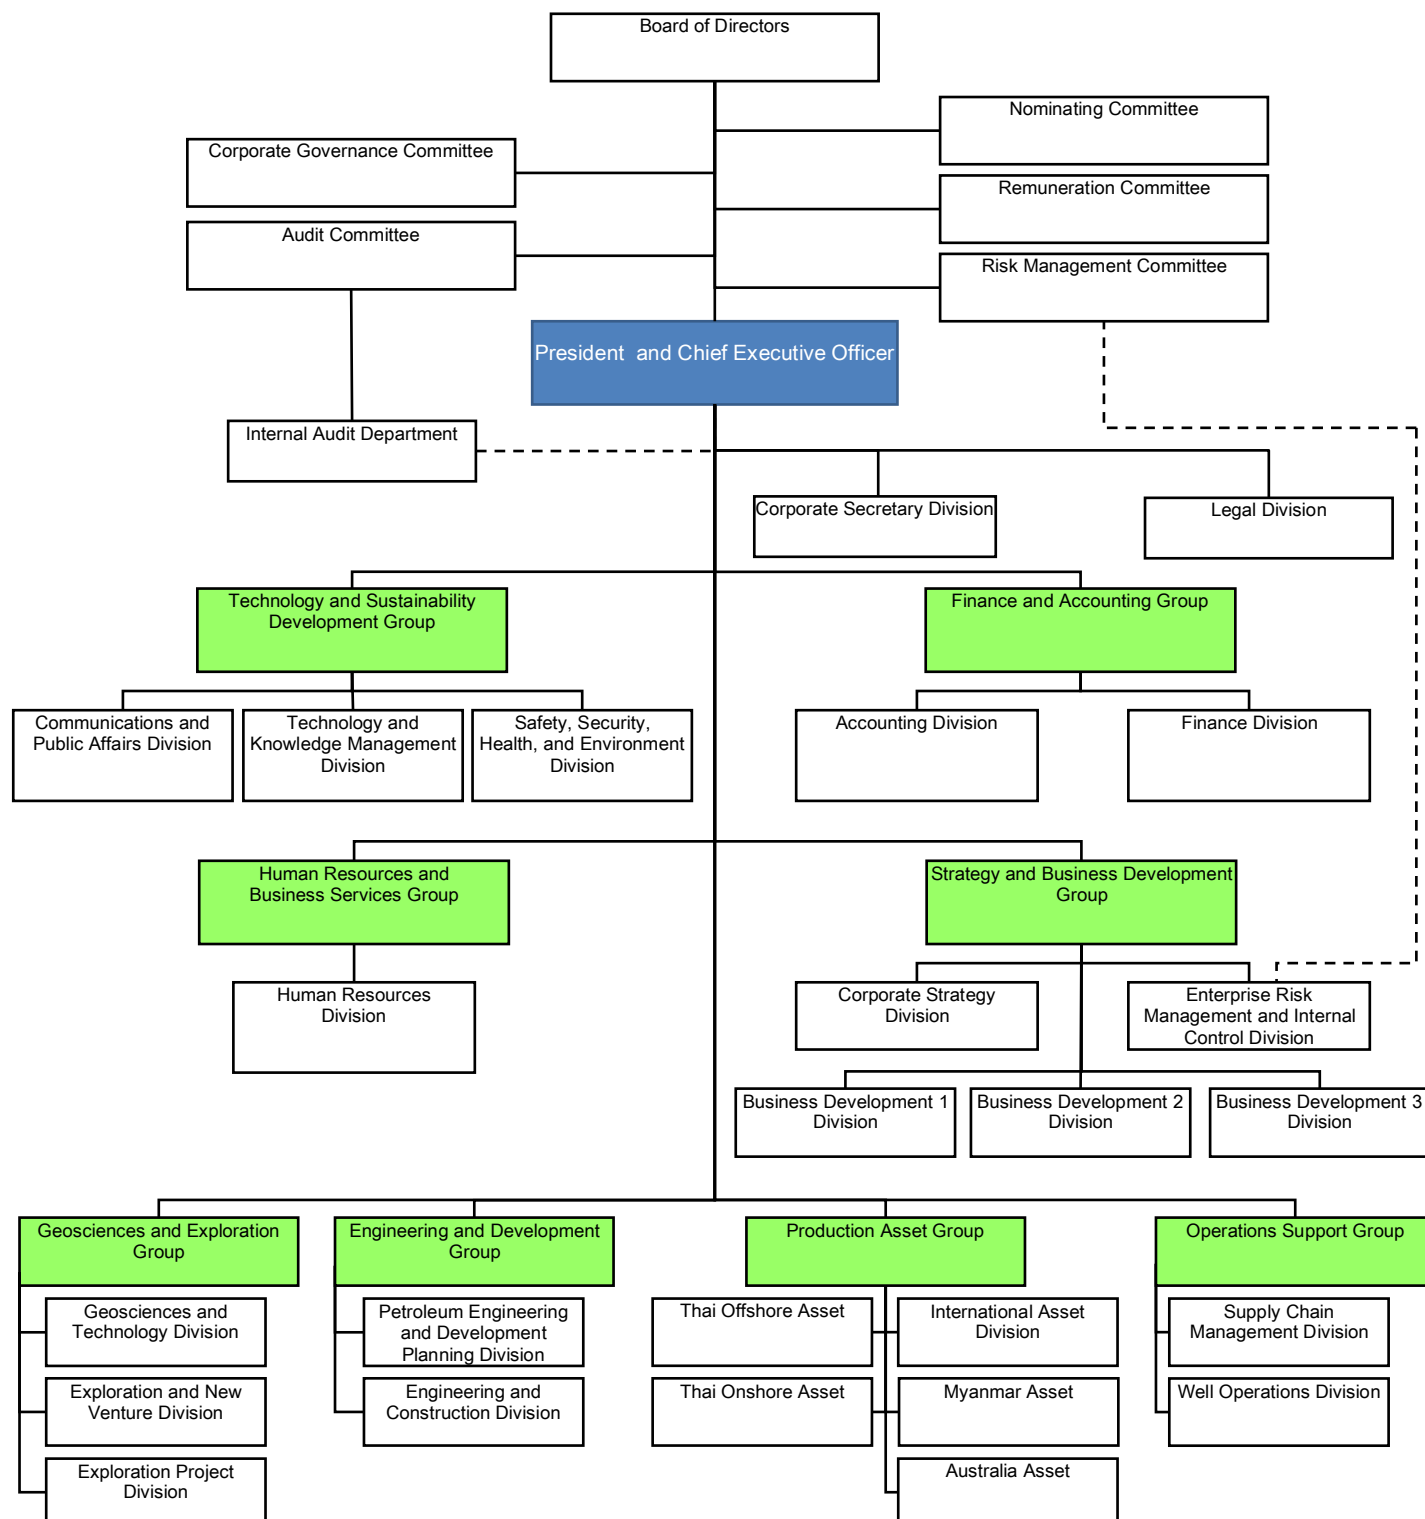 Board of Directors
Nominating Committee
Corporate Governance Committee
Remuneration Committee
Audit Committee
Risk Management Committee
President  and Chief Executive Officer
Internal Audit Department
Corporate Secretary Division
Legal Division
Technology and Sustainability
Development Group
Finance and Accounting Group
Communications and
Public Affairs Division
Technology and
Knowledge Management
Division
Safety, Security,
Health, and Environment
Division
Accounting Division
Finance Division
Human Resources and
Business Services Group
Strategy and Business Development
Group
Human Resources
Division
Corporate Strategy
Division
Enterprise Risk
Management and Internal
Control Division
Business Development 1
Division
Business Development 2
Division
Business Development 3
Division
Geosciences and Exploration
Group
Engineering and Development
Group
Production Asset Group
Operations Support Group
Geosciences and
Technology Division
Petroleum Engineering
and Development
Planning Division
Thai Offshore Asset
International Asset
Division
Supply Chain
Management Division
Exploration and New
Venture Division
Engineering and
Construction Division
Thai Onshore Asset
Myanmar Asset
Well Operations Division
Exploration Project
Division
Australia Asset